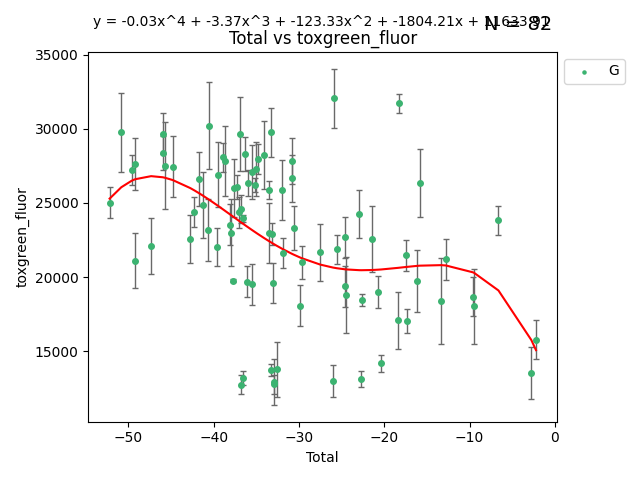 y = -0.03x^4 + -3.37x^3 + -123.33x^2 + -1804.21x +
N = 82
Total vs toxgreen_fluor
G
35000
30000
25000
20000
15000
toxgreen_fluor
−50
−40
−30
−20
−10
0
Total